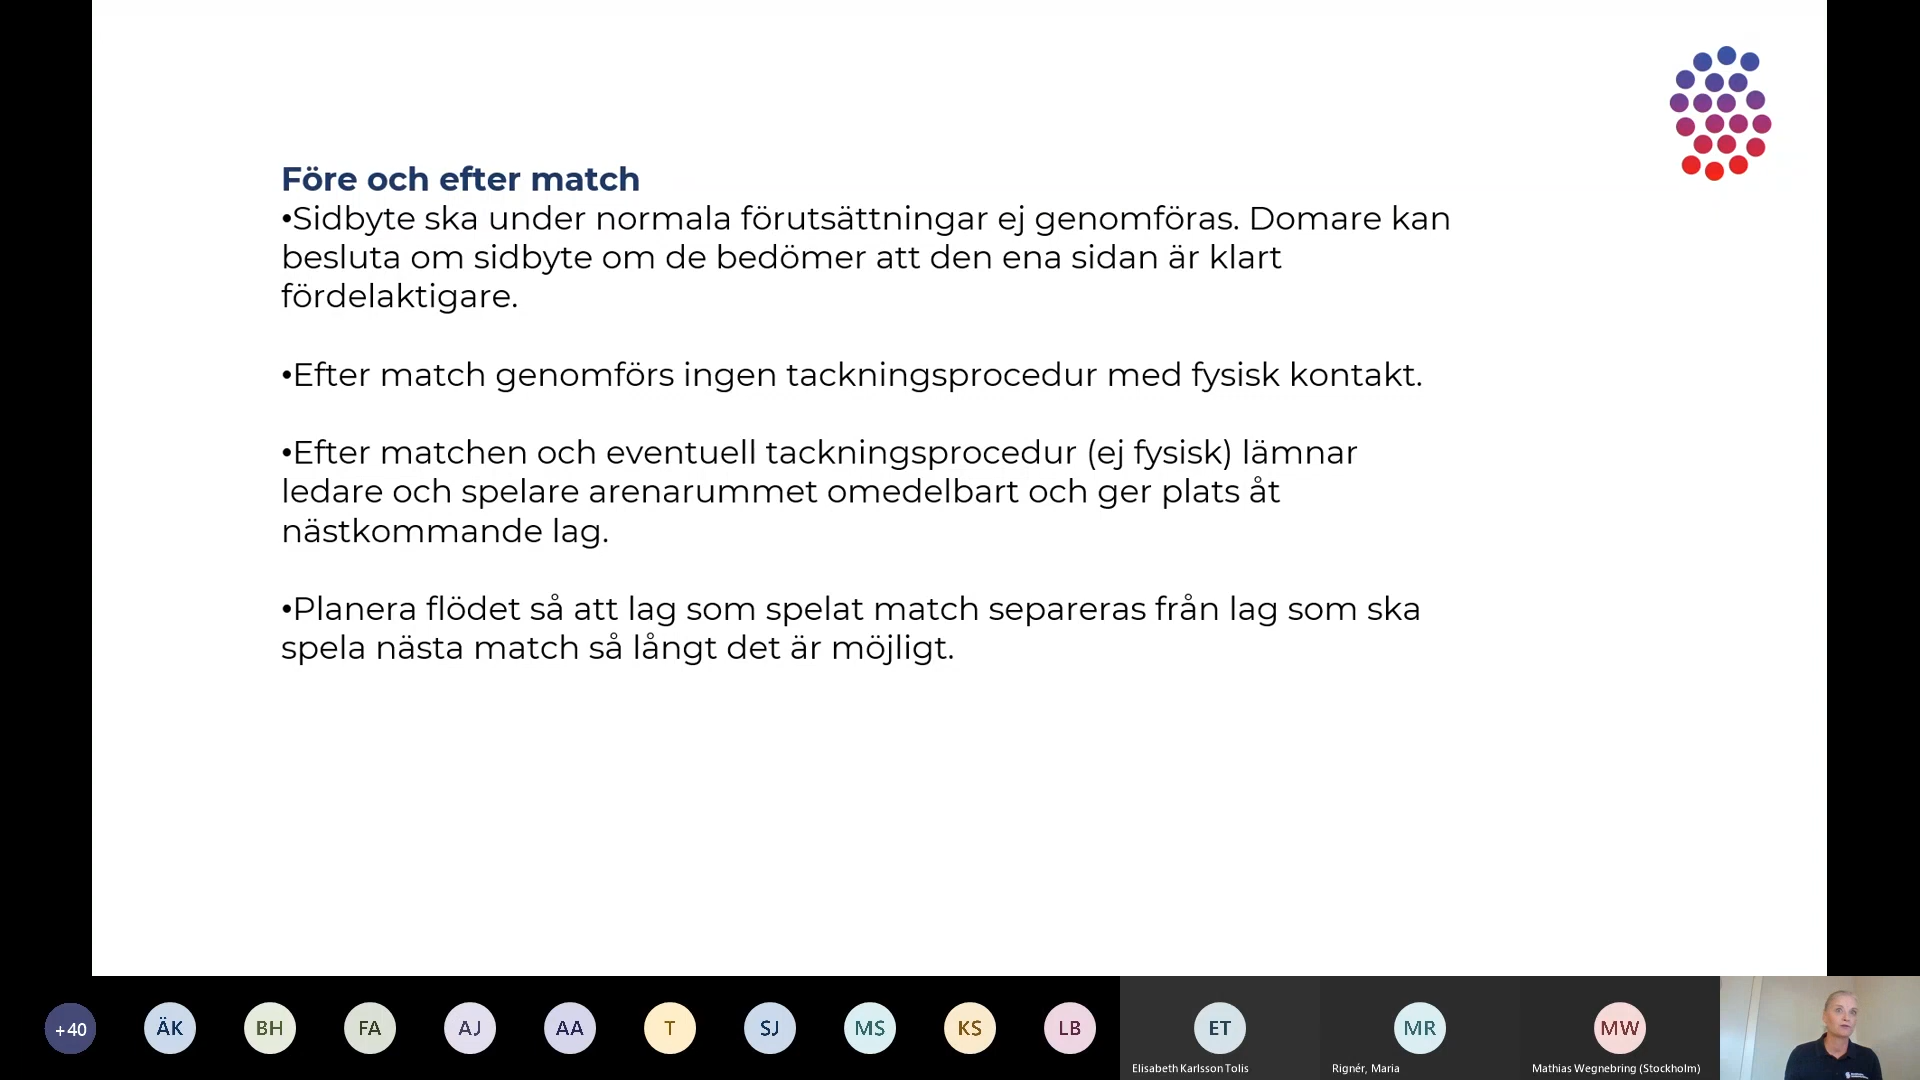 Före och efter match
•Sidbyte ska under normala förutsättningar ej genomföras. Domare kan
besluta om sidbyte om de bedömer att den ena sidan är klart
fördelaktigare.
•Efter match genomförs ingen tackningsprocedur med fysisk kontakt.
•Efter matchen och eventuell tackningsprocedur (ej fysisk) lämnar
ledare och spelare arenarummet omedelbart och ger plats åt
nästkommande lag.
•Planera flödet så att lag som spelat match separeras från lag som ska
spela nästa match så långt det är möjligt.
+40
ÄK
BH
FA
AJ
AA
T
SJ
MS
KS
LB
ET
MR
MW
Elisabeth Karlsson Tolis
Rignér, Maria
Mathias Wegnebring (Stockholm)